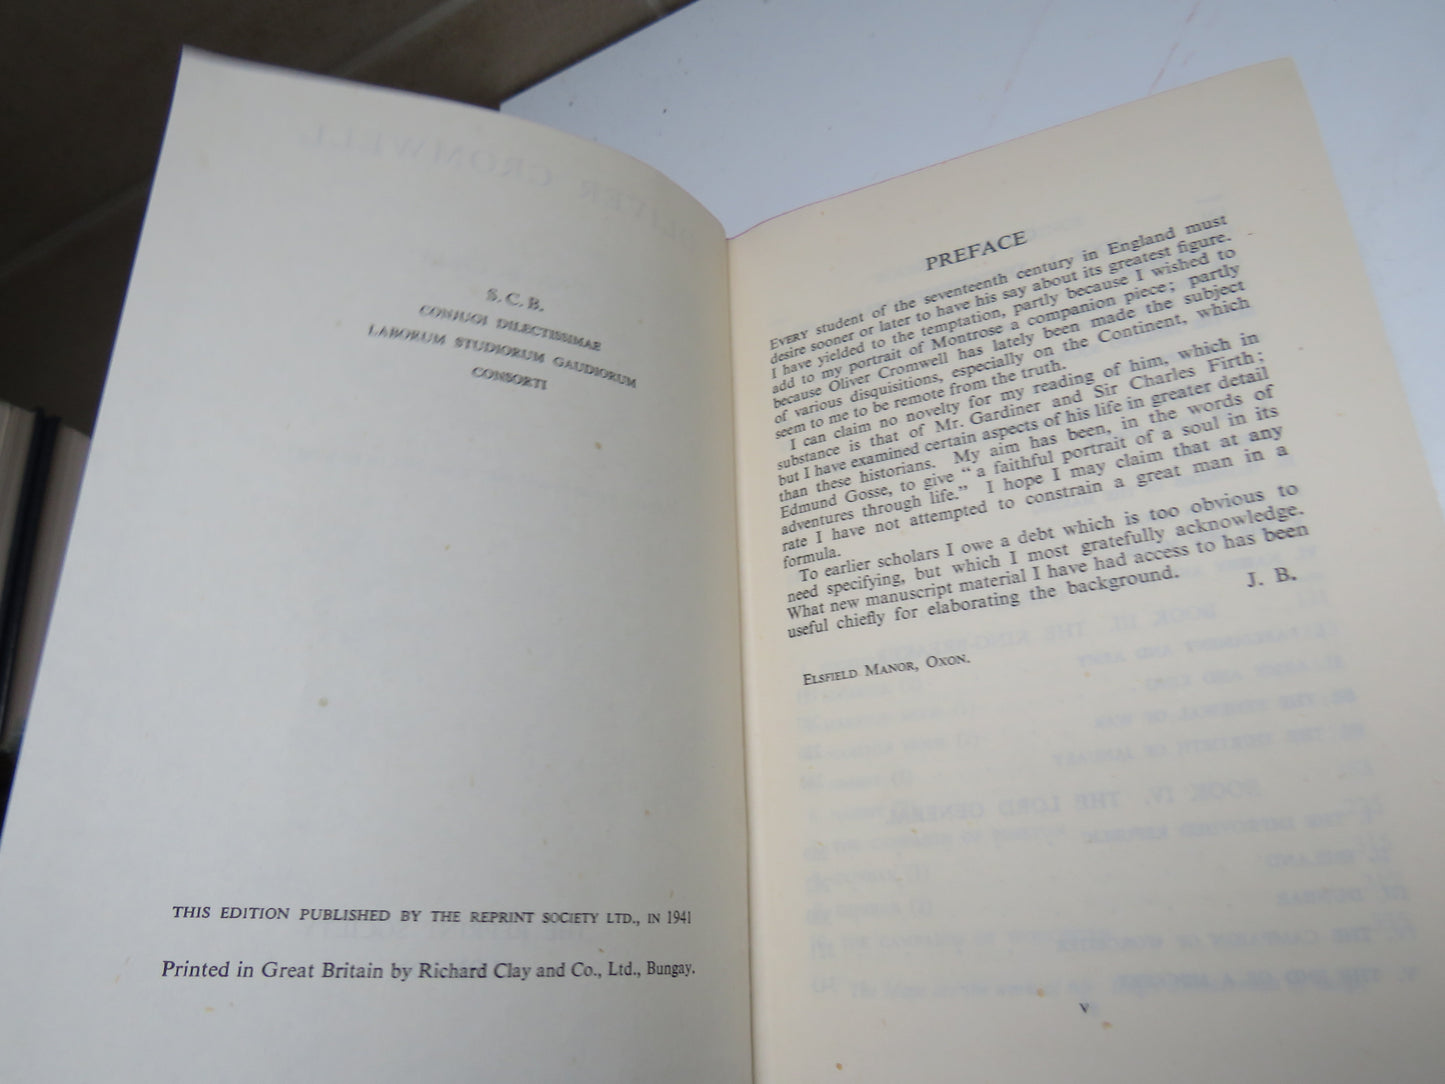 S. C. B.
CONJUGI DILECTISSIMAE
LABORUM STUDIORUM GAUDIORUM
CONSORTI
THIS EDITION PUBLISHED BY THE REPRINT SOCIETY LTD., IN 1941
Printed in Great Britain by Richard Clay and Co., Ltd., Bungay.
PREFACE
EVERY student of the seventeenth century in England must
desire sooner or later to have his say about its greatest figure.
I have yielded to the temptation, partly because I wished to
add to my portrait of Montrose a companion piece; partly
because Oliver Cromwell has lately been made the subject
of various disquisitions, especially on the Continent, which
seem to me to be remote from the truth.
I can claim no novelty for my reading of him, which in
substance is that of Mr. Gardiner and Sir Charles Firth;
but I have examined certain aspects of his life in greater detail
than these historians. My aim has been, in the words of
Edmund Gosse, to give “a faithful portrait of a soul in its
adventures through life.” I hope I may claim that at any
rate I have not attempted to constrain a great man in a
formula.
To earlier scholars I owe a debt which is too obvious to
need specifying, but which I most gratefully acknowledge.
What new manuscript material I have had access to has been
useful chiefly for elaborating the background.
J. B.
ELSFIELD MANOR, OXON.
v